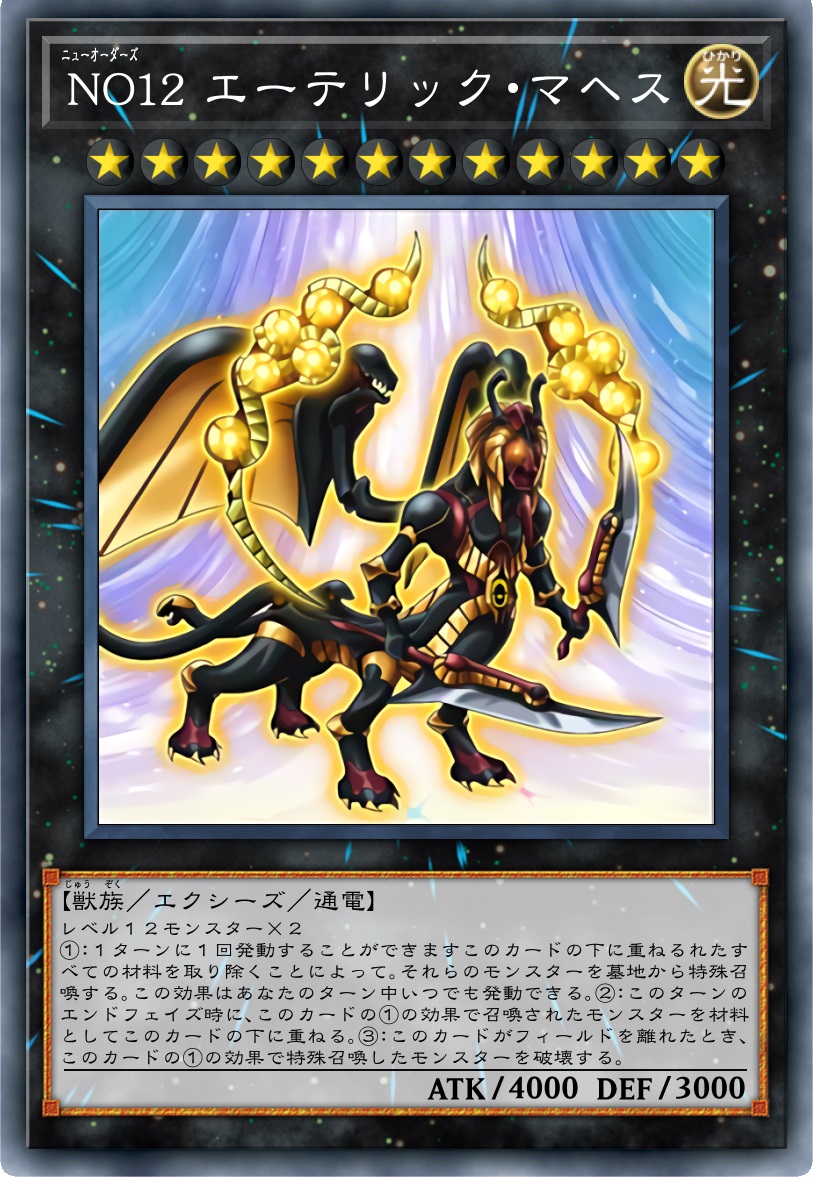 ニューオーダーズ
NO12 エーテリック・マヘス
ひかり
光
じゅう ぞく
【獣族／エクシーズ／通電】
レベル１２モンスター×２
①：１ターンに１回発動することができますこのカードの下に重ねるれたす
べての材料を取り除くことによって。それらのモンスターを墓地から特殊召
喚する。この効果はあなたのターン中いつでも発動できる。②：このターンの
エンドフェイズ時に、このカードの①の効果で召喚されたモンスターを材料
としてこのカードの下に重ねる。③：このカードがフィールドを離れたとき、
このカードの①の効果で特殊召喚したモンスターを破壊する。
ATK/4000 DEF/3000